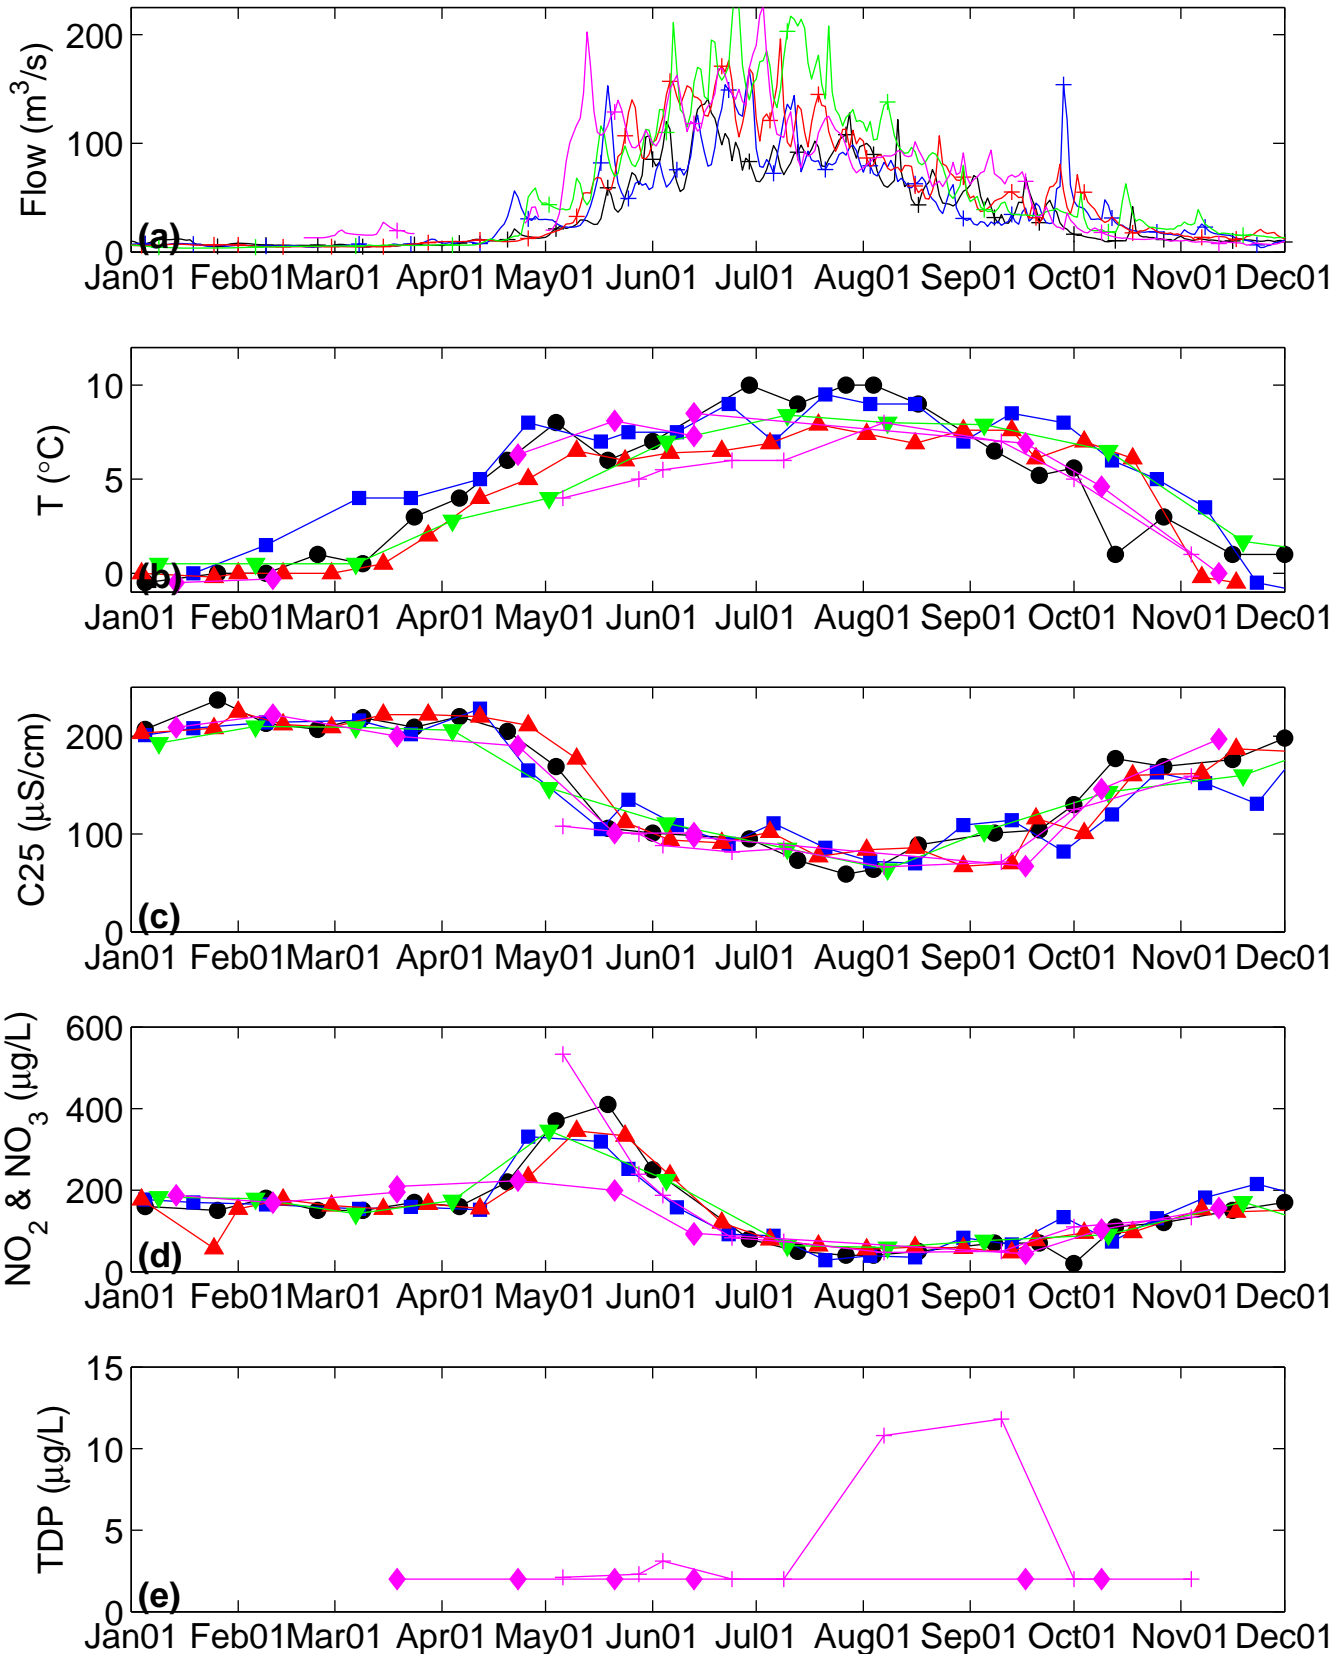 Flow (m³/s)
200
100
0
(a)
Jan01 Feb01 Mar01 Apr01 May01 Jun01 Jul01 Aug01 Sep01 Oct01 Nov01 Dec01
T (°C)
10
5
0
(b)
Jan01 Feb01 Mar01 Apr01 May01 Jun01 Jul01 Aug01 Sep01 Oct01 Nov01 Dec01
C25 (μS/cm)
200
100
0
(c)
Jan01 Feb01 Mar01 Apr01 May01 Jun01 Jul01 Aug01 Sep01 Oct01 Nov01 Dec01
NO₂ & NO₃ (μg/L)
600
400
200
0
(d)
Jan01 Feb01 Mar01 Apr01 May01 Jun01 Jul01 Aug01 Sep01 Oct01 Nov01 Dec01
TDP (μg/L)
15
10
5
0
(e)
Jan01 Feb01 Mar01 Apr01 May01 Jun01 Jul01 Aug01 Sep01 Oct01 Nov01 Dec01